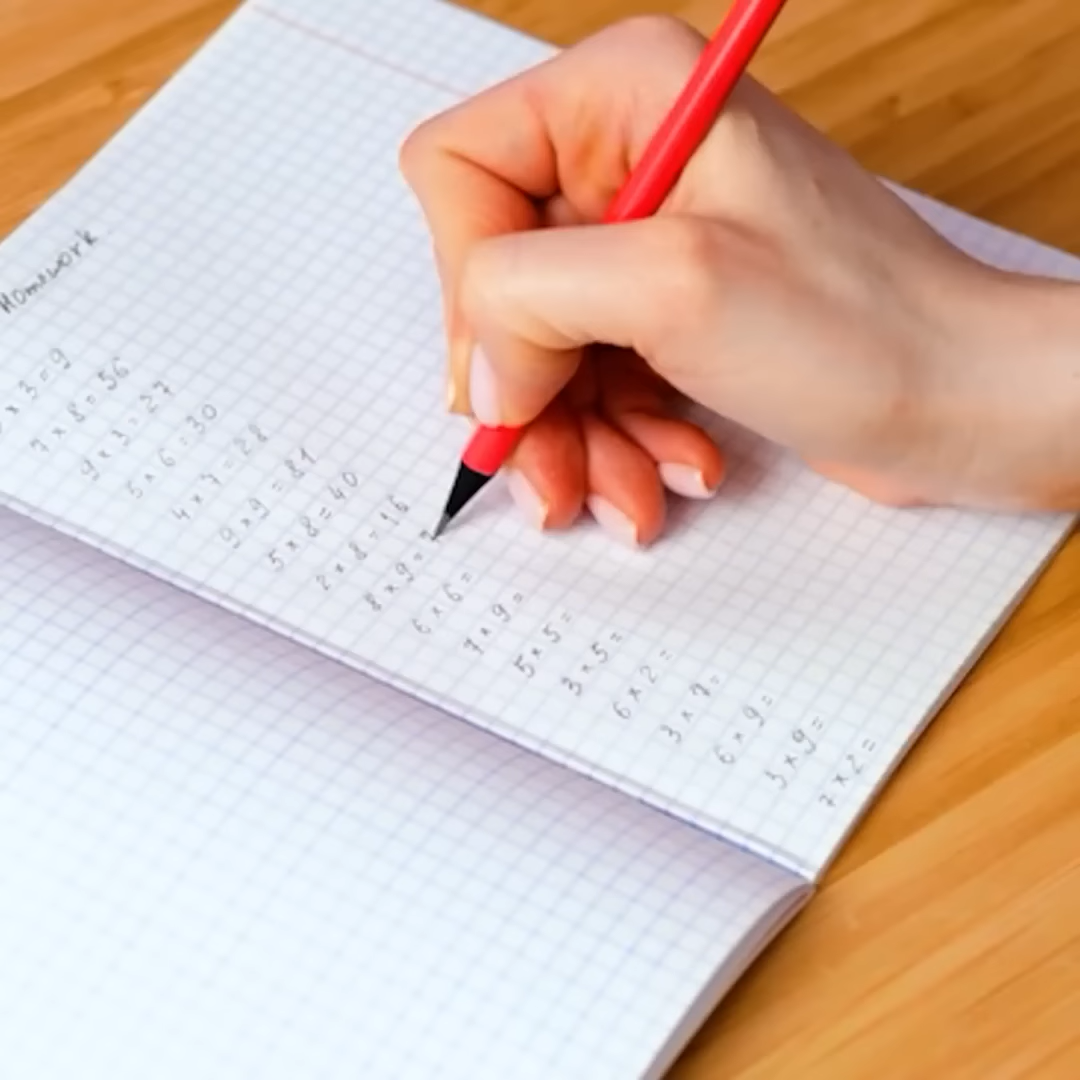 Homework
x 3 = 9
7 x 8 = 56
9 x 3 = 27
5 x 6 = 30
4 x 7 = 28
9 x 9 = 81
5 x 8 = 40
2 x 8 = 16
8 x 9 =
6 x 6 =
7 x 9 =
5 x 5 =
3 x 5 =
6 x 2 =
3 x 7 =
6 x 9 =
3 x 9 =
7 x 2 =